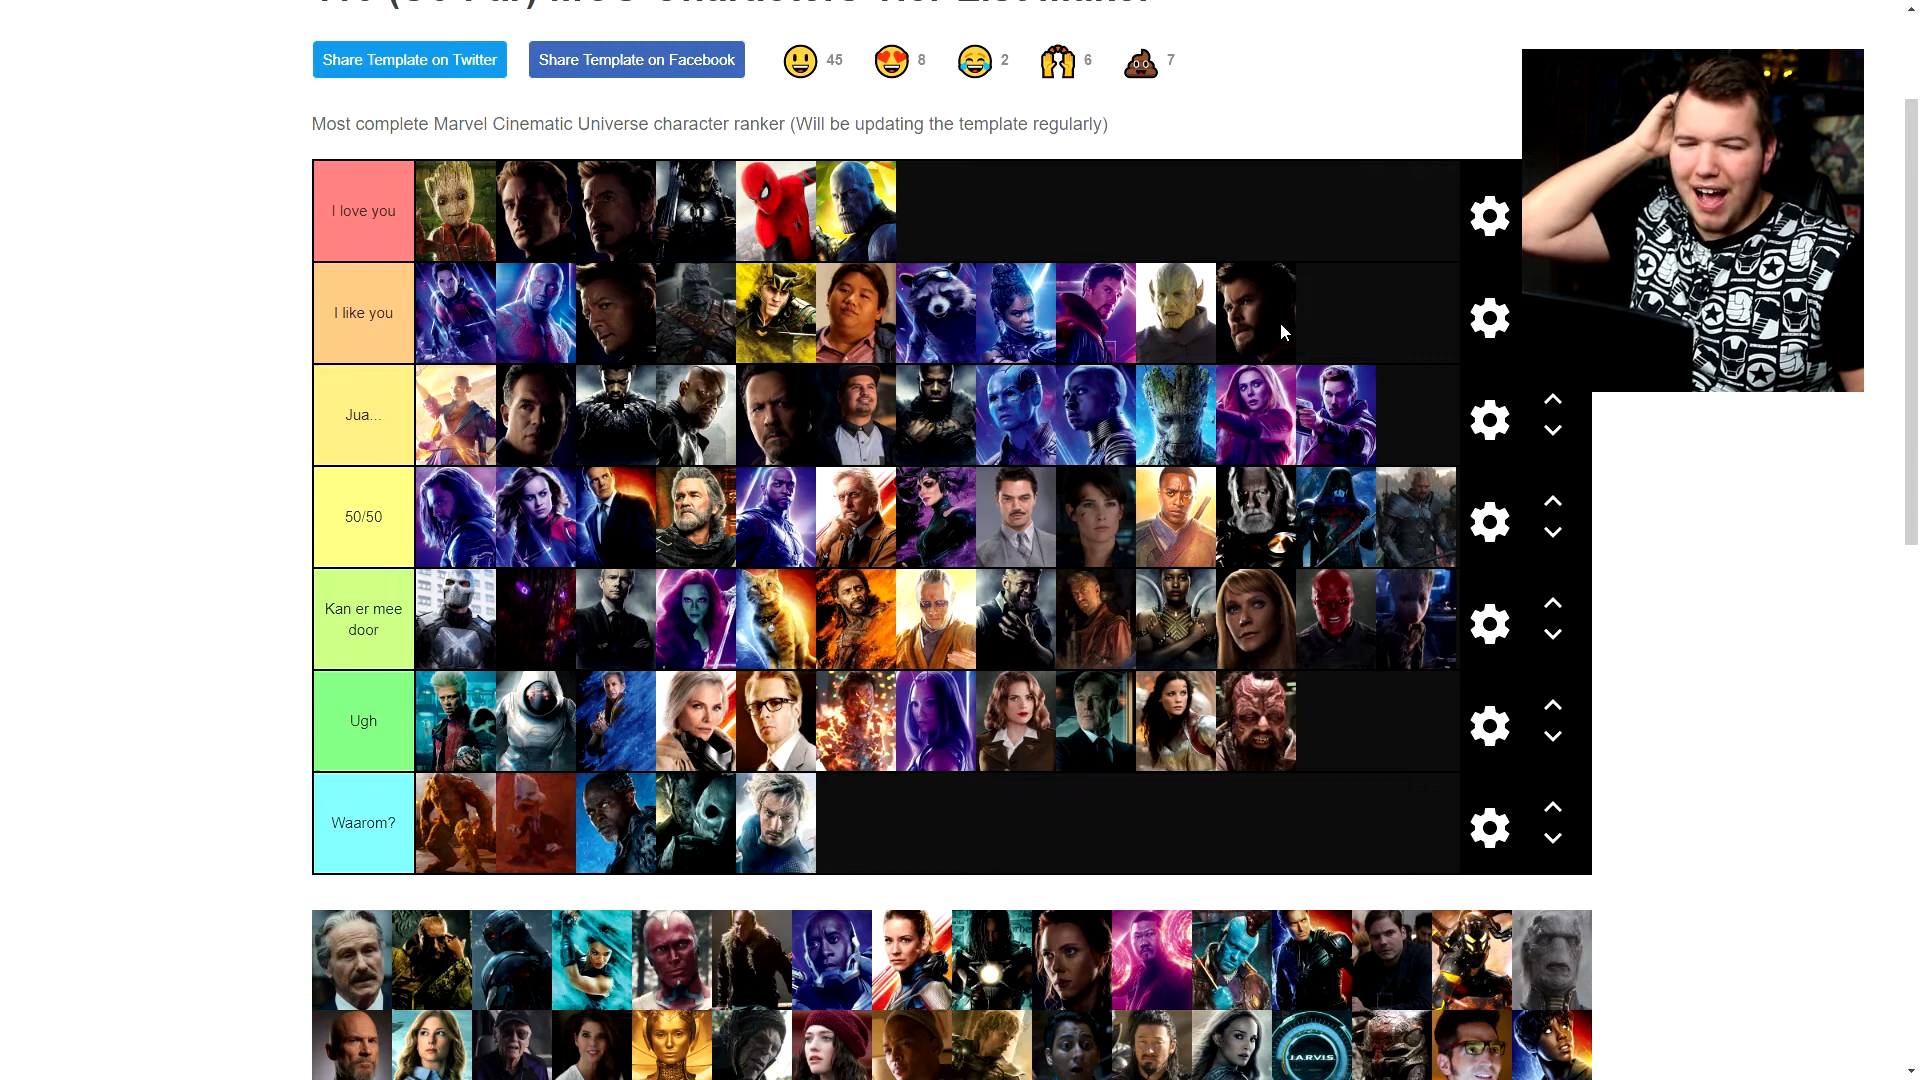 Share Template on Twitter
Share Template on Facebook
45
8
2
6
7
Most complete Marvel Cinematic Universe character ranker (Will be updating the template regularly)
I love you
I like you
Jua...
50/50
Kan er mee
door
Ugh
Waarom?
J.A.R.V.I.S.